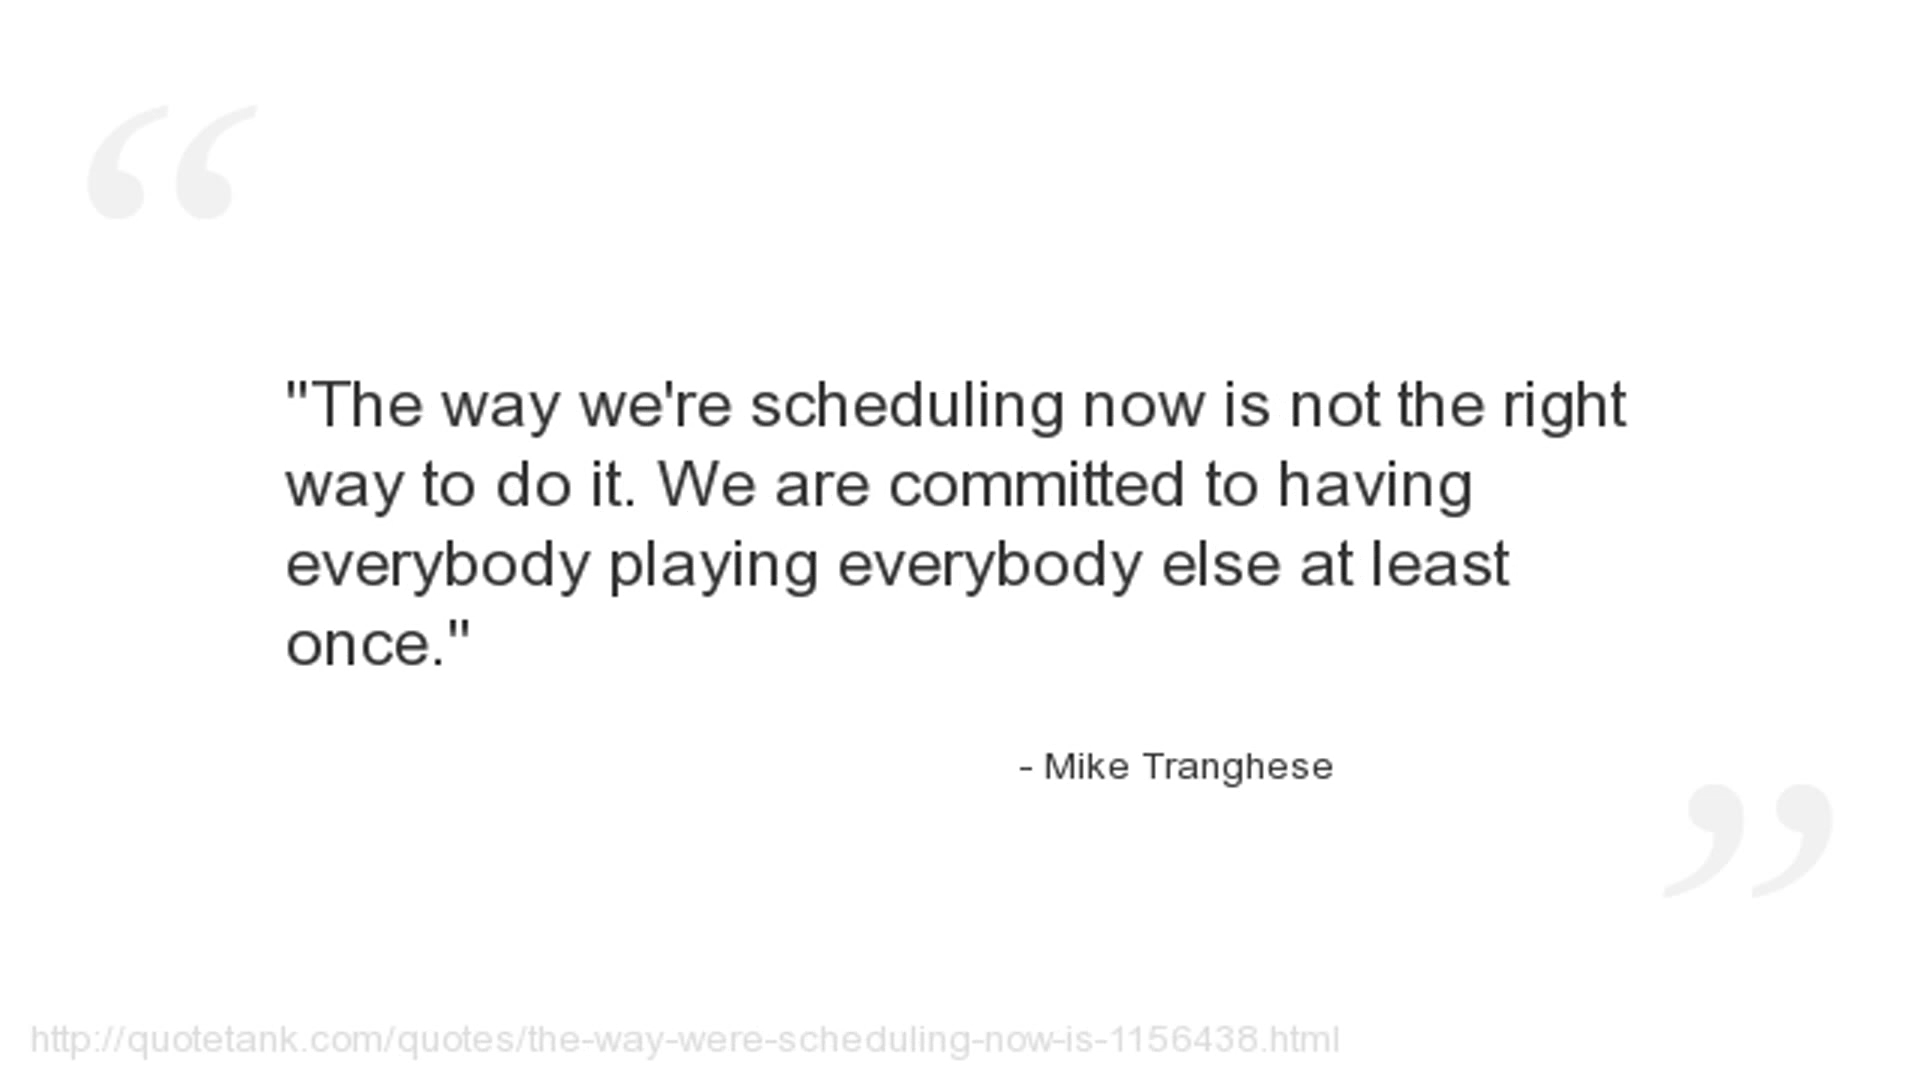 "The way we're scheduling now is not the right
way to do it. We are committed to having
everybody playing everybody else at least
once."
- Mike Tranghese
http://quotetank.com/quotes/the-way-were-scheduling-now-is-1156438.html